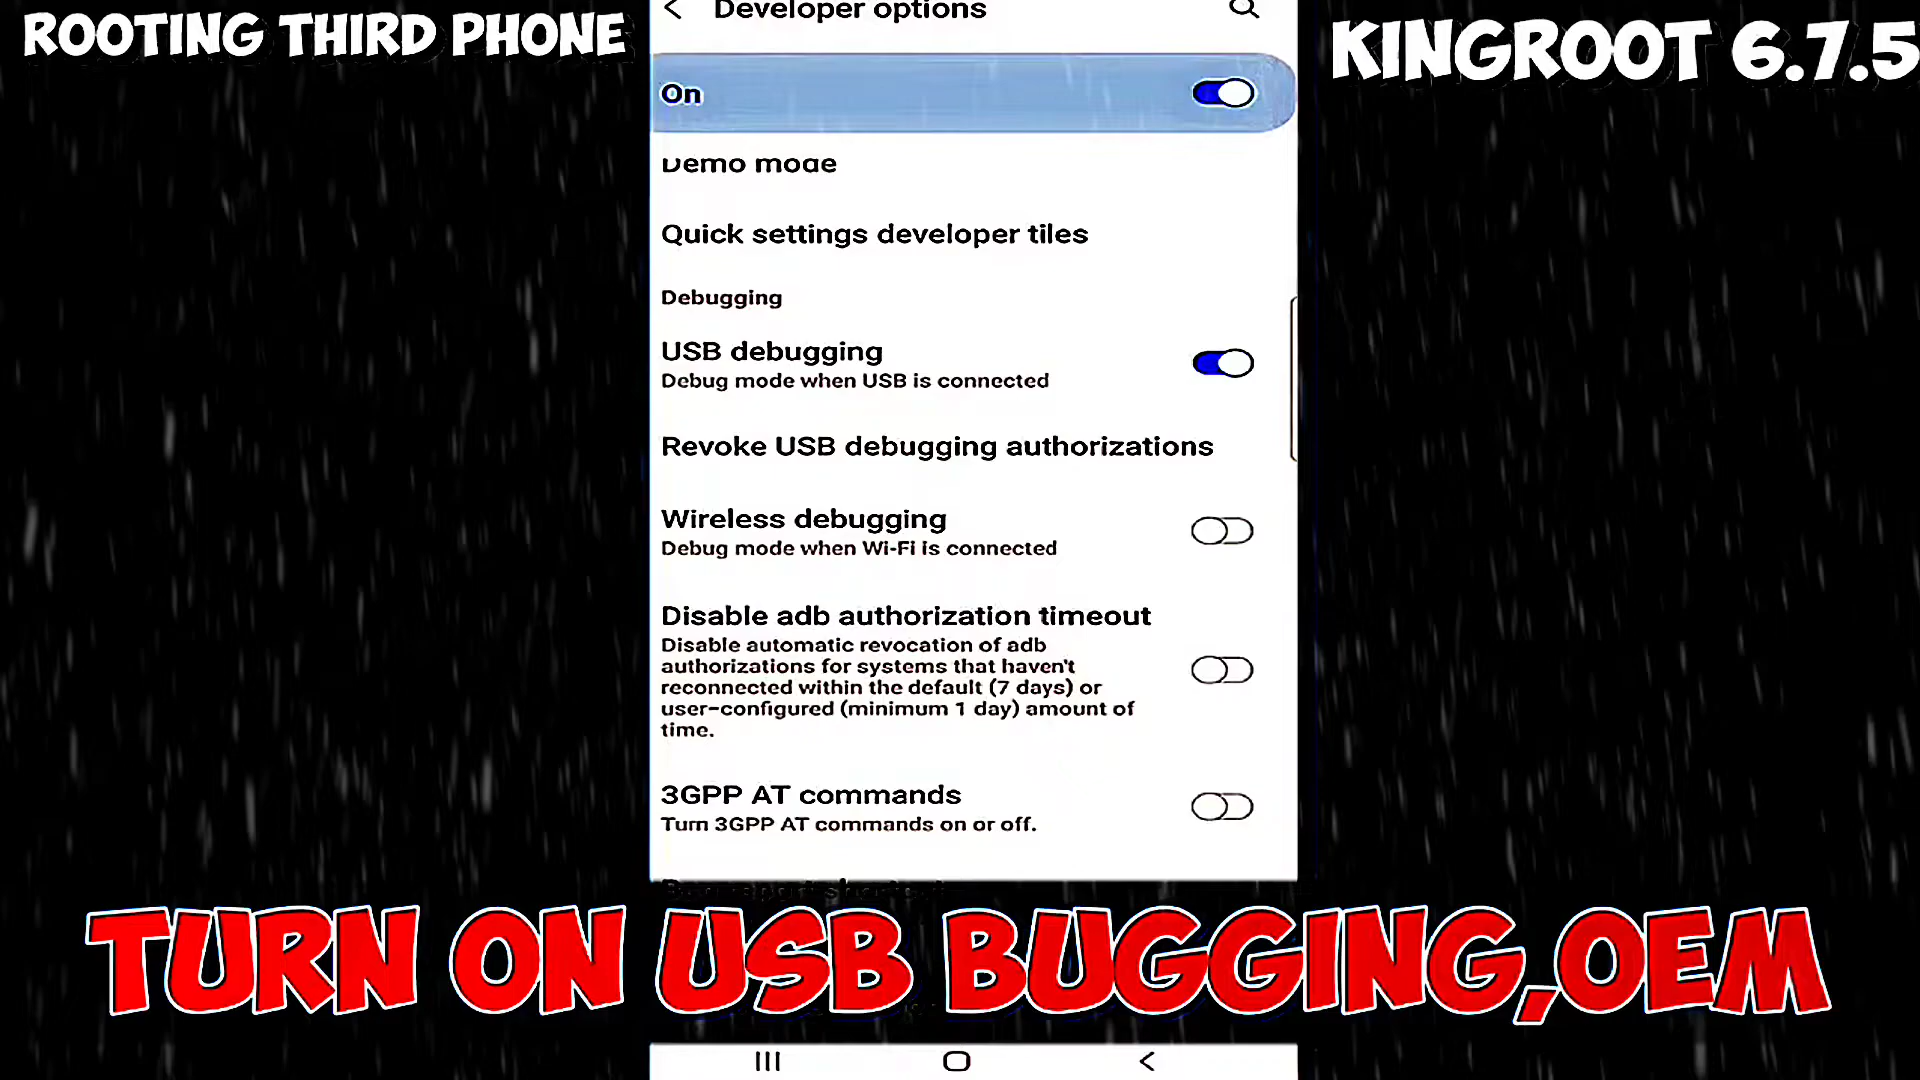 ROOTING THIRD PHONE
KINGROOT 6.7.5
Developer options
On
Demo mode
Quick settings developer tiles
Debugging
USB debugging
Debug mode when USB is connected
Revoke USB debugging authorizations
Wireless debugging
Debug mode when Wi-Fi is connected
Disable adb authorization timeout
Disable automatic revocation of adb
authorizations for systems that haven't
reconnected within the default (7 days) or
user-configured (minimum 1 day) amount of
time.
3GPP AT commands
Turn 3GPP AT commands on or off.
TURN ON USB BUGGING,OEM